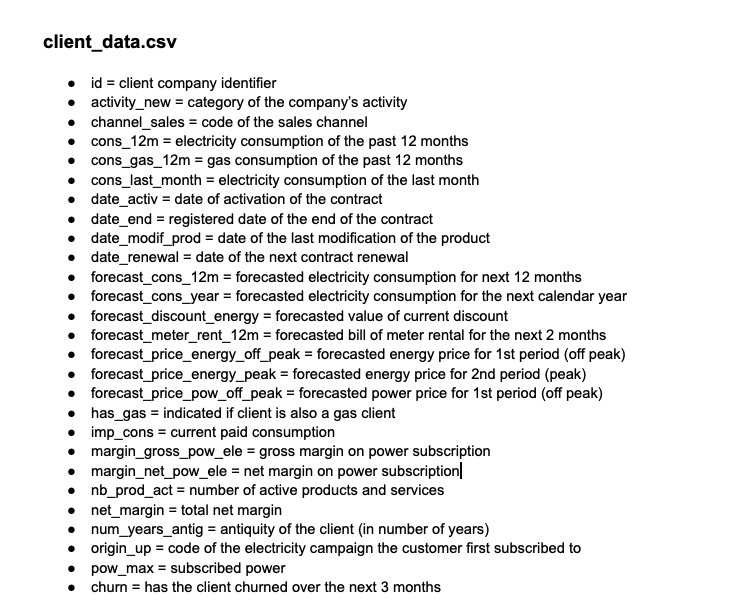 client_data.csv
● id = client company identifier
● activity_new = category of the company's activity
● channel_sales = code of the sales channel
● cons_12m = electricity consumption of the past 12 months
● cons_gas_12m = gas consumption of the past 12 months
● cons_last_month = electricity consumption of the last month
● date_activ = date of activation of the contract
● date_end = registered date of the end of the contract
● date_modif_prod = date of the last modification of the product
● date_renewal = date of the next contract renewal
● forecast_cons_12m = forecasted electricity consumption for next 12 months
● forecast_cons_year = forecasted electricity consumption for the next calendar year
● forecast_discount_energy = forecasted value of current discount
● forecast_meter_rent_12m = forecasted bill of meter rental for the next 2 months
● forecast_price_energy_off_peak = forecasted energy price for 1st period (off peak)
● forecast_price_energy_peak = forecasted energy price for 2nd period (peak)
● forecast_price_pow_off_peak = forecasted power price for 1st period (off peak)
● has_gas = indicated if client is also a gas client
● imp_cons = current paid consumption
● margin_gross_pow_ele = gross margin on power subscription
● margin_net_pow_ele = net margin on power subscription
● nb_prod_act = number of active products and services
● net_margin = total net margin
● num_years_antig = antiquity of the client (in number of years)
● origin_up = code of the electricity campaign the customer first subscribed to
● pow_max = subscribed power
● churn = has the client churned over the next 3 months